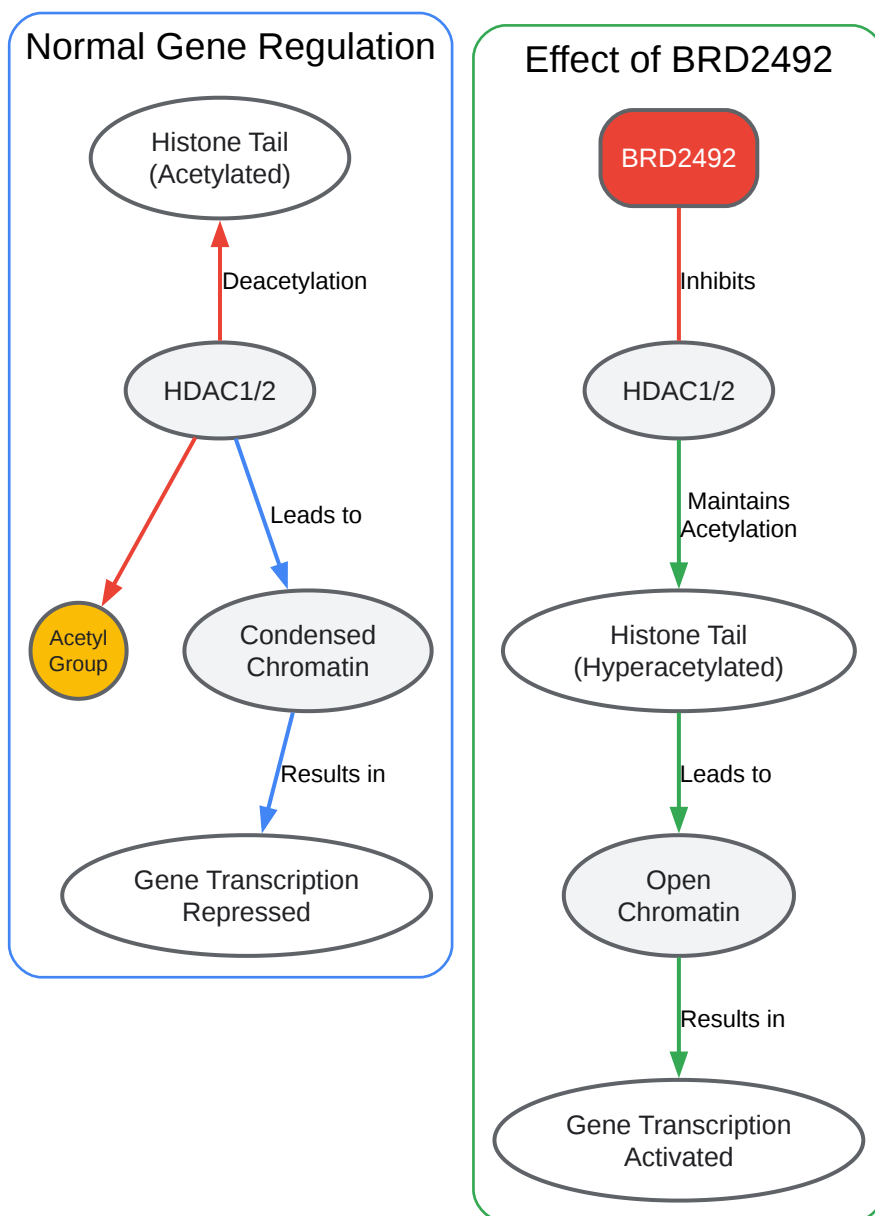 Normal Gene Regulation
Histone Tail
(Acetylated)
Deacetylation
HDAC1/2
Leads to
Acetyl
Group
Condensed
Chromatin
Results in
Gene Transcription
Repressed
Effect of BRD2492
BRD2492
Inhibits
HDAC1/2
Maintains
Acetylation
Histone Tail
(Hyperacetylated)
Leads to
Open
Chromatin
Results in
Gene Transcription
Activated